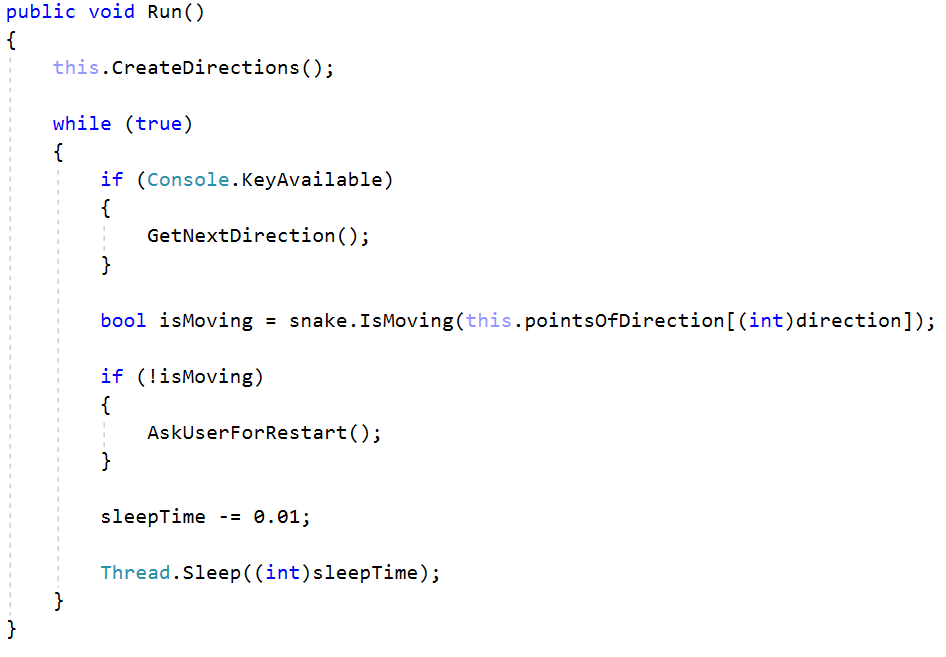 public void Run()
{
    this.CreateDirections();

    while (true)
    {
        if (Console.KeyAvailable)
        {
            GetNextDirection();
        }

        bool isMoving = snake.IsMoving(this.pointsOfDirection[(int)direction]);

        if (!isMoving)
        {
            AskUserForRestart();
        }

        sleepTime -= 0.01;

        Thread.Sleep((int)sleepTime);
    }
}